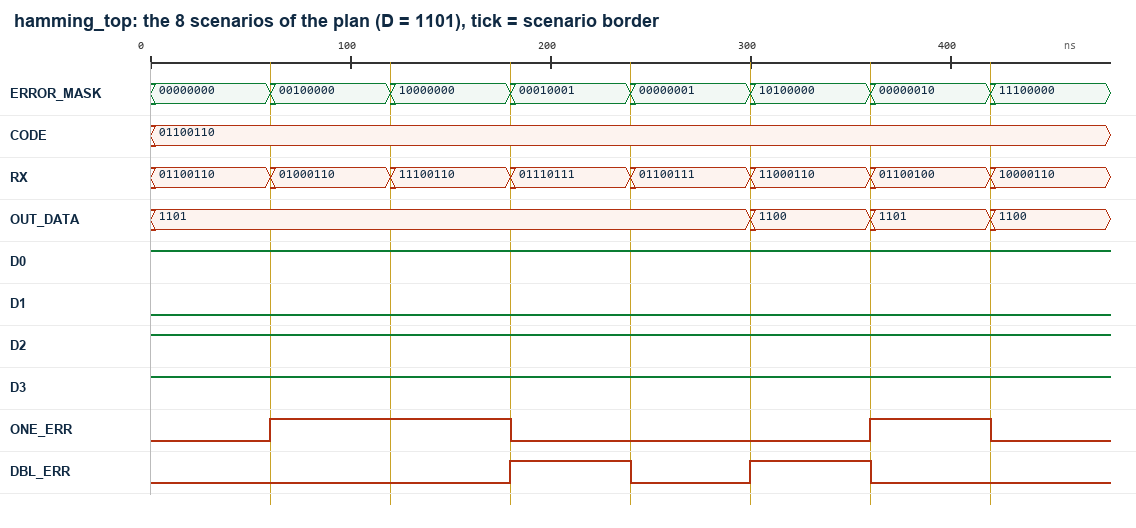 hamming_top: the 8 scenarios of the plan (D = 1101), tick = scenario border
0 100 200 300 400 ns
ERROR_MASK 00000000 00100000 10000000 00010001 00000001 10100000 00000010 11100000
CODE 01100110
RX 01100110 01000110 11100110 01110111 01100111 11000110 01100100 10000110
OUT_DATA 1101 1100 1101 1100
D0
D1
D2
D3
ONE_ERR
DBL_ERR